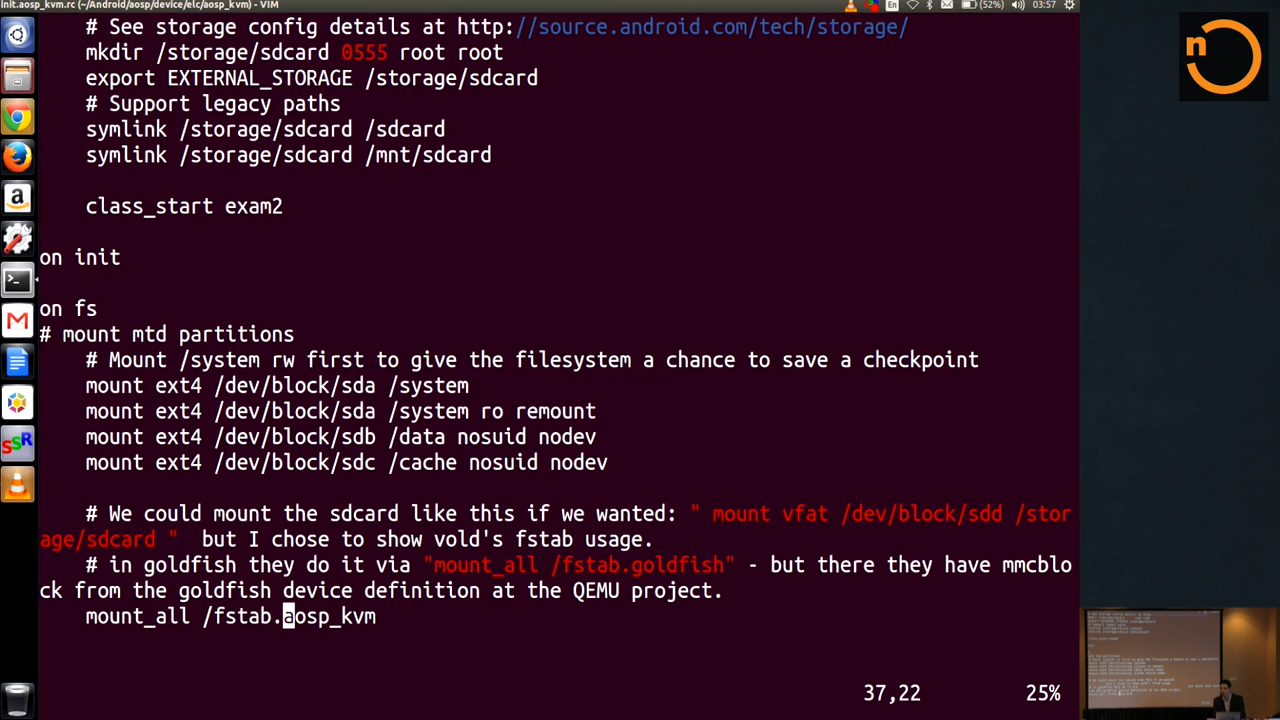 init.aosp_kvm.rc (~/Android/aosp/device/elc/aosp_kvm) - VIM
En
(52%)
03:57
# See storage config details at http://source.android.com/tech/storage/
mkdir /storage/sdcard 0555 root root
export EXTERNAL_STORAGE /storage/sdcard
# Support legacy paths
symlink /storage/sdcard /sdcard
symlink /storage/sdcard /mnt/sdcard
class_start exam2
on init
on fs
# mount mtd partitions
# Mount /system rw first to give the filesystem a chance to save a checkpoint
mount ext4 /dev/block/sda /system
mount ext4 /dev/block/sda /system ro remount
mount ext4 /dev/block/sdb /data nosuid nodev
mount ext4 /dev/block/sdc /cache nosuid nodev
# We could mount the sdcard like this if we wanted: " mount vfat /dev/block/sdd /stor
age/sdcard "  but I chose to show vold's fstab usage.
# in goldfish they do it via "mount_all /fstab.goldfish" - but there they have mmcblo
ck from the goldfish device definition at the QEMU project.
mount_all /fstab.aosp_kvm
37,22
25%
n
SSR